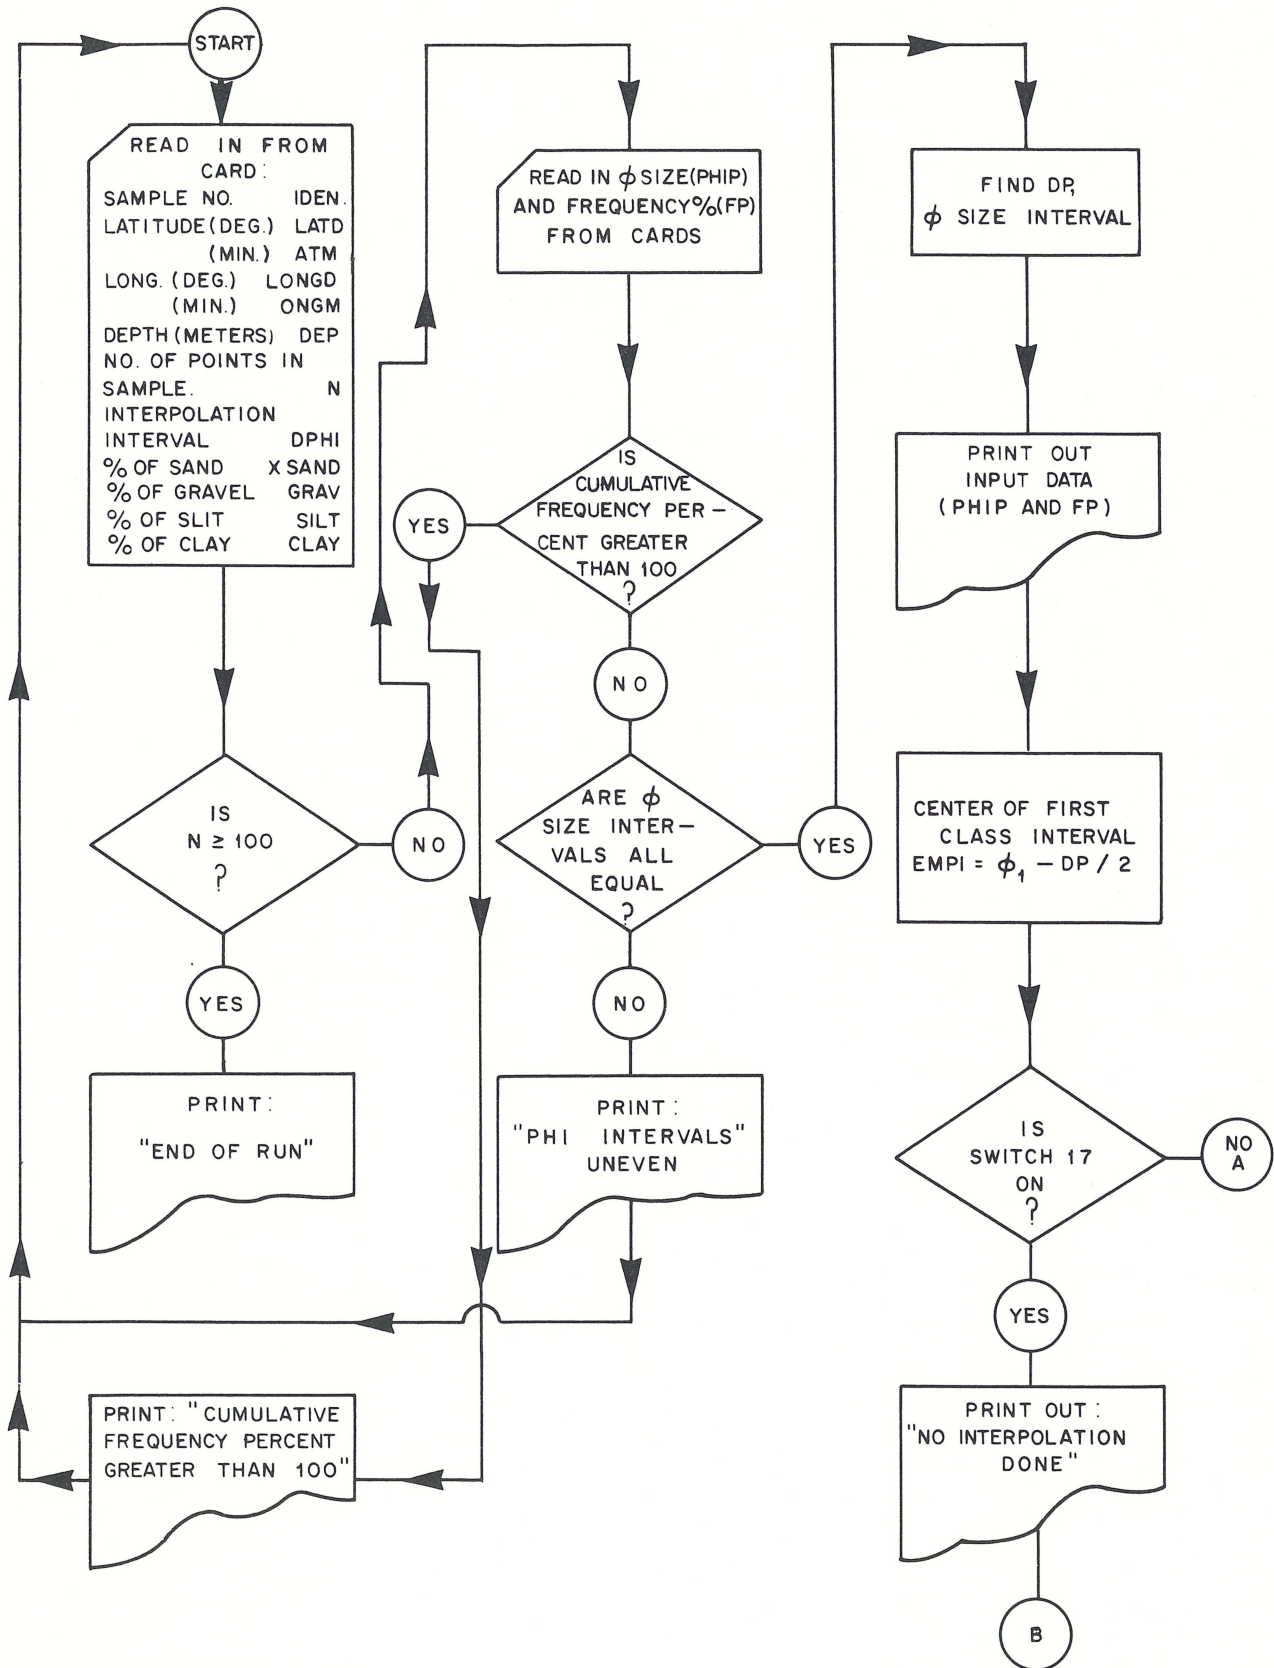 START
READ IN FROM
CARD:
SAMPLE NO. IDEN.
LATITUDE (DEG.) LATD
(MIN.) ATM
LONG. (DEG.) LONGD
(MIN.) ONGM
DEPTH (METERS) DEP
NO. OF POINTS IN
SAMPLE. N
INTERPOLATION
INTERVAL DPHI
% OF SAND X SAND
% OF GRAVEL GRAV
% OF SLIT SILT
% OF CLAY CLAY
IS
N ≥ 100
?
NO
YES
PRINT:
"END OF RUN"
READ IN ϕ SIZE (PHIP)
AND FREQUENCY % (FP)
FROM CARDS
IS
CUMULATIVE
FREQUENCY PER-
CENT GREATER
THAN 100
?
YES
NO
ARE ϕ
SIZE INTER-
VALS ALL
EQUAL
?
YES
NO
PRINT:
"PHI INTERVALS"
UNEVEN
PRINT: "CUMULATIVE
FREQUENCY PERCENT
GREATER THAN 100"
FIND DP,
ϕ SIZE INTERVAL
PRINT OUT
INPUT DATA
(PHIP AND FP)
CENTER OF FIRST
CLASS INTERVAL
EMPI = ϕ₁ - DP / 2
IS
SWITCH 17
ON
?
NO
A
YES
PRINT OUT:
"NO INTERPOLATION
DONE"
B